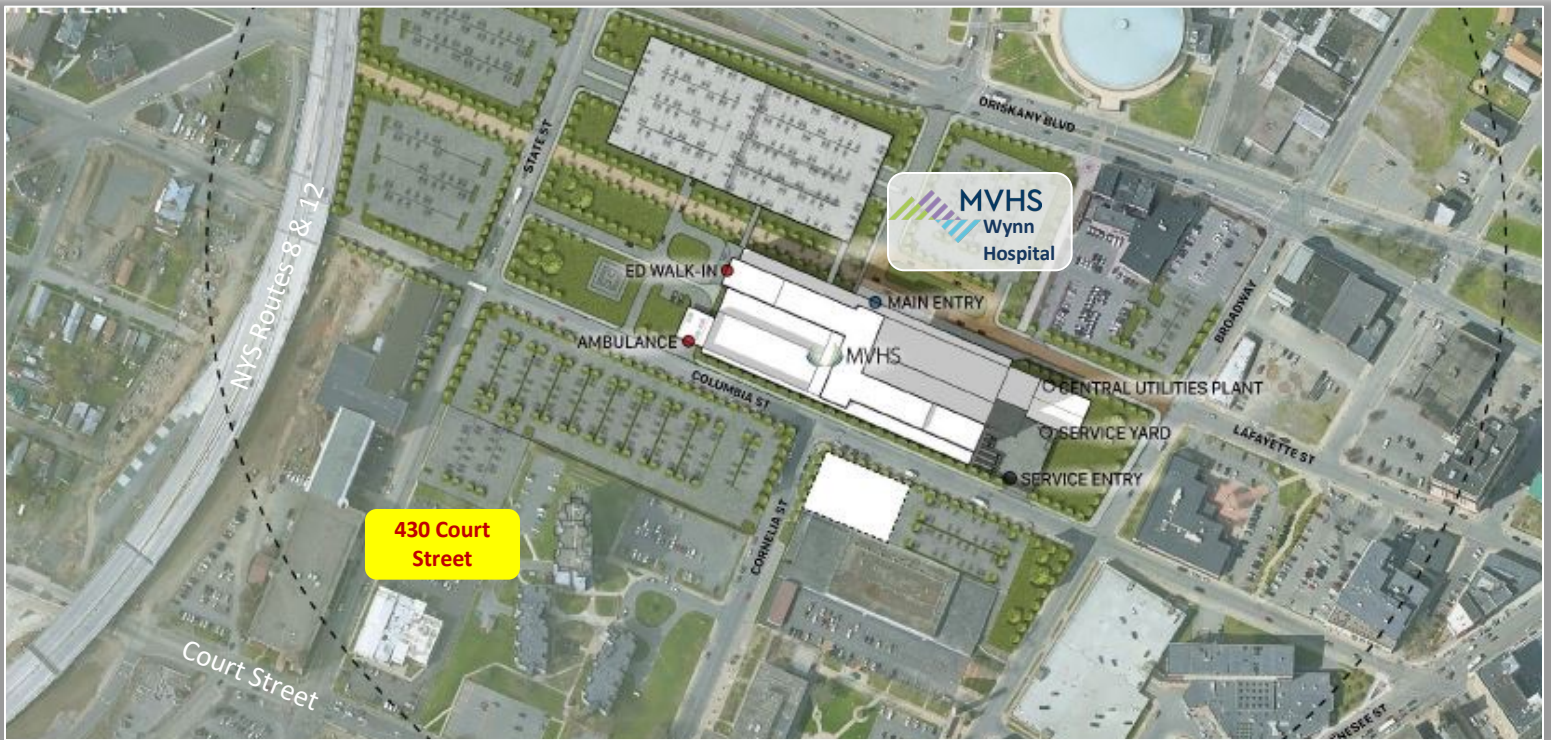 ORISKANY BLVD
STATE ST
MVHS
Wynn
Hospital
NYS Routes 8 & 12
ED WALK-IN
MAIN ENTRY
BROADWAY
AMBULANCE
MVHS
COLUMBIA ST
CENTRAL UTILITIES PLANT
SERVICE YARD
LAFAYETTE ST
SERVICE ENTRY
430 Court
Street
CORNELIA ST
Court Street